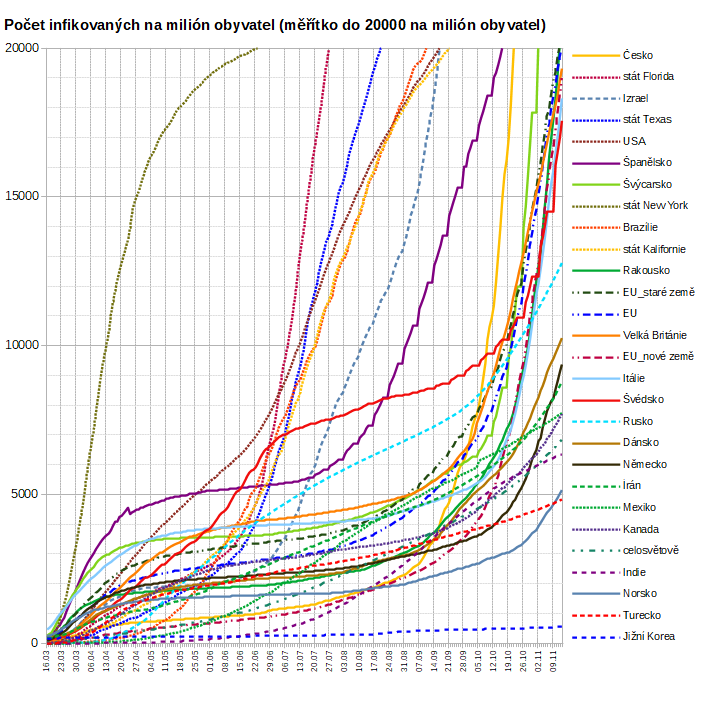 Počet infikovaných na milión obyvatel (měřítko do 20000 na milión obyvatel)
20000
15000
10000
5000
0
16.03
23.03
30.03
06.04
13.04
20.04
27.04
04.05
11.05
18.05
25.05
01.06
08.06
15.06
22.06
29.06
06.07
13.07
20.07
27.07
03.08
10.08
17.08
24.08
31.08
07.09
14.09
21.09
28.09
05.10
12.10
19.10
26.10
02.11
09.11
Česko
stát Florida
Izrael
stát Texas
USA
Španělsko
Švýcarsko
stát New York
Brazílie
stát Kalifornie
Rakousko
EU_staré země
EU
Velká Británie
EU_nové země
Itálie
Švédsko
Rusko
Dánsko
Německo
Írán
Mexiko
Kanada
celosvětově
Indie
Norsko
Turecko
Jižní Korea